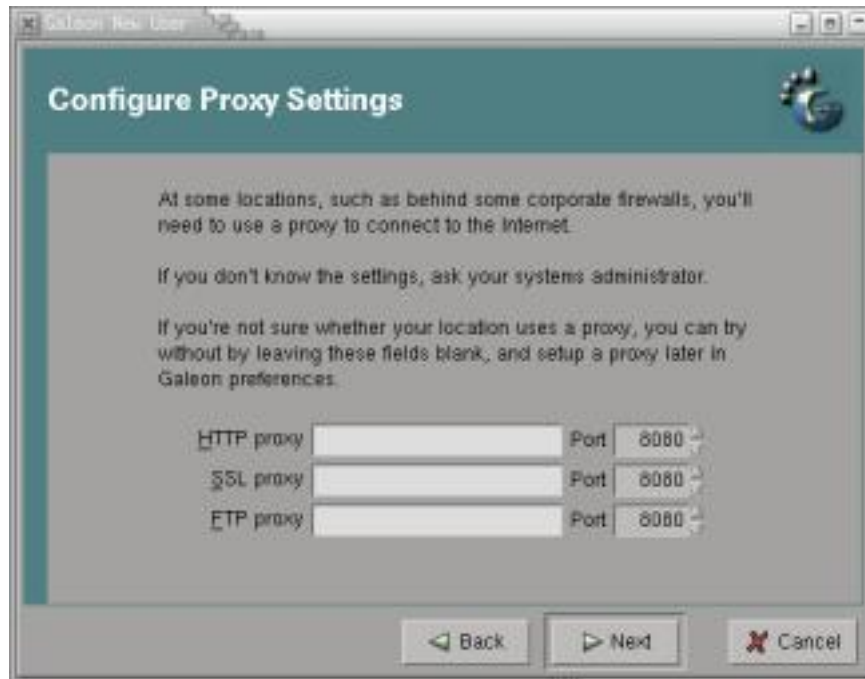 Galeon New User
Configure Proxy Settings
At some locations, such as behind some corporate firewalls, you'll
need to use a proxy to connect to the Internet.
If you don't know the settings, ask your systems administrator.
If you're not sure whether your location uses a proxy, you can try
without by leaving these fields blank, and setup a proxy later in
Galeon preferences.
HTTP proxy Port 8080
SSL proxy Port 8080
FTP proxy Port 8080
Back Next Cancel